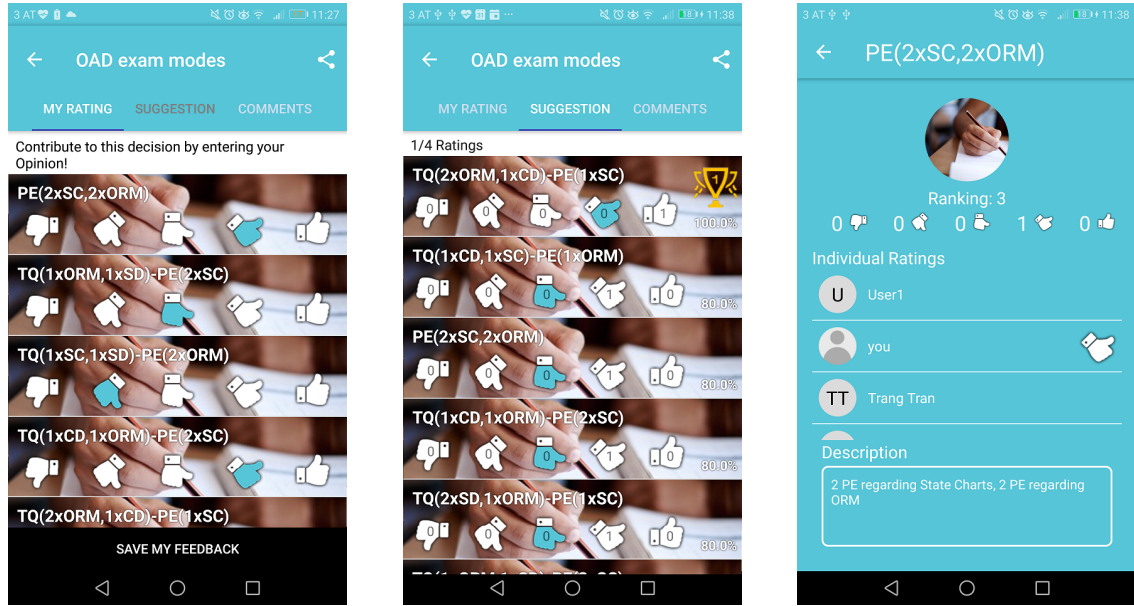 3 AT
11:27
OAD exam modes
MY RATING SUGGESTION COMMENTS
Contribute to this decision by entering your
Opinion!
PE(2xSC,2xORM)
TQ(1xORM,1xSD)-PE(2xSC)
TQ(1xSC,1xSD)-PE(2xORM)
TQ(1xCD,1xORM)-PE(2xSC)
TQ(2xORM,1xCD)-PE(1xSC)
SAVE MY FEEDBACK
3 AT
11:38
OAD exam modes
MY RATING SUGGESTION COMMENTS
1/4 Ratings
TQ(2xORM,1xCD)-PE(1xSC)
1
0 0 0 0 1
100.0%
TQ(1xCD,1xSC)-PE(1xORM)
0 0 0 1 0
80.0%
PE(2xSC,2xORM)
0 0 0 1 0
80.0%
TQ(1xCD,1xORM)-PE(2xSC)
0 0 0 1 0
80.0%
TQ(2xSD,1xORM)-PE(1xSC)
0 0 0 1 0
80.0%
3 AT
11:38
PE(2xSC,2xORM)
Ranking: 3
0 0 0 1 0
Individual Ratings
U User1
you
TT Trang Tran
Description
2 PE regarding State Charts, 2 PE regarding
ORM